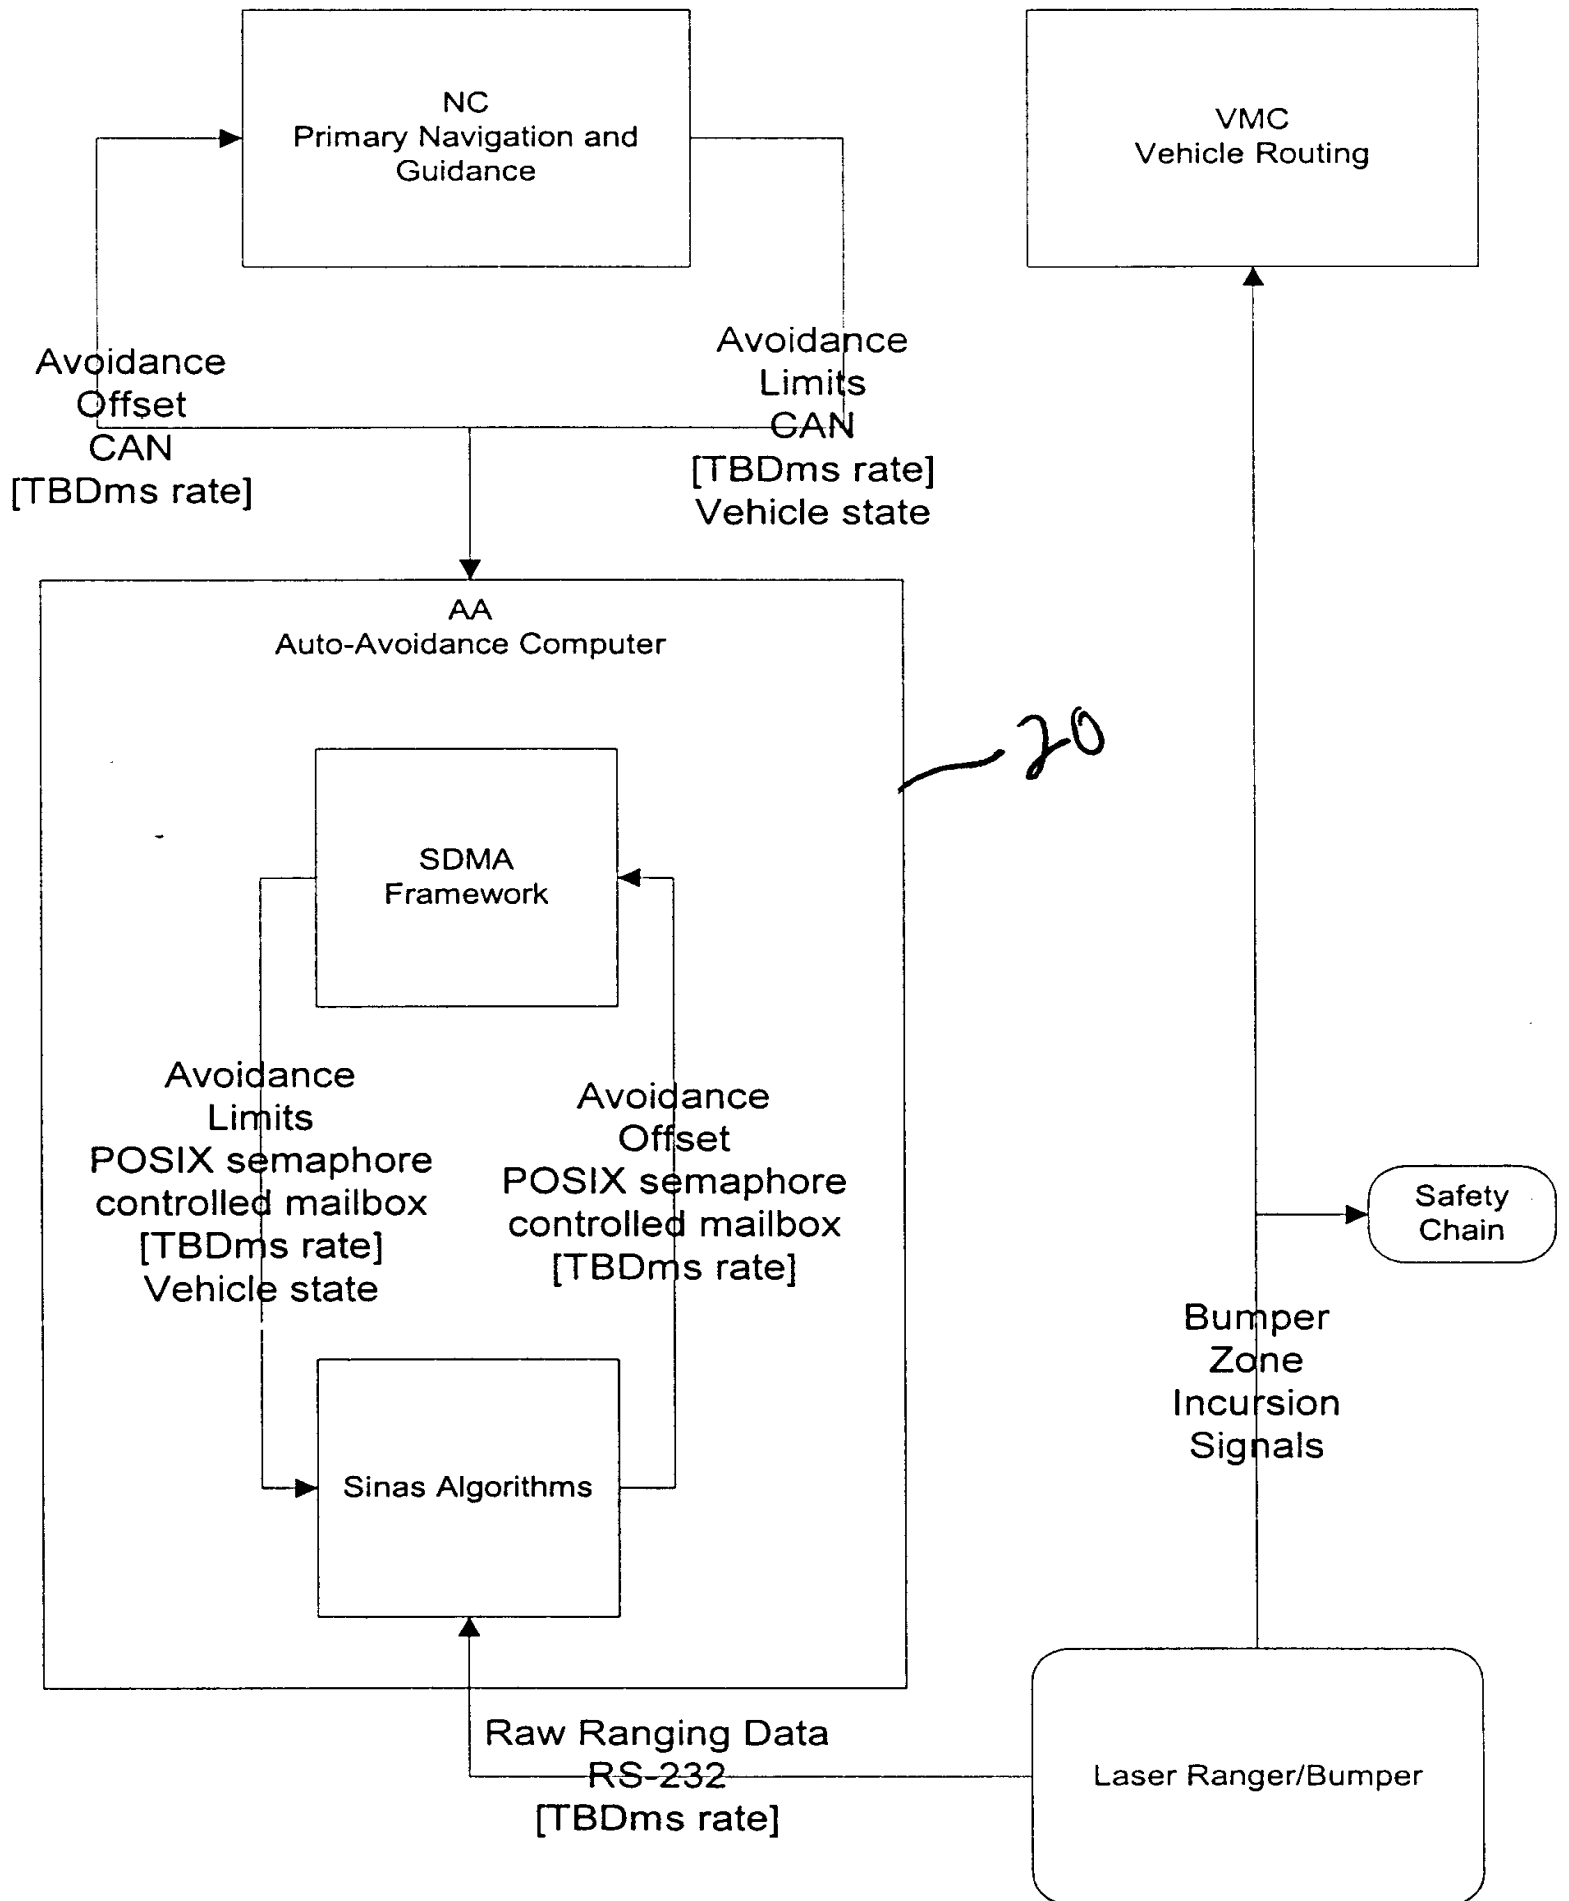 NC
Primary Navigation and
Guidance
VMC
Vehicle Routing
Avoidance
Offset
CAN
[TBDms rate]
Avoidance
Limits
CAN
[TBDms rate]
Vehicle state
AA
Auto-Avoidance Computer
20
SDMA
Framework
Avoidance
Limits
POSIX semaphore
controlled mailbox
[TBDms rate]
Vehicle state
Avoidance
Offset
POSIX semaphore
controlled mailbox
[TBDms rate]
Safety
Chain
Bumper
Zone
Incursion
Signals
Sinas Algorithms
Raw Ranging Data
RS-232
[TBDms rate]
Laser Ranger/Bumper